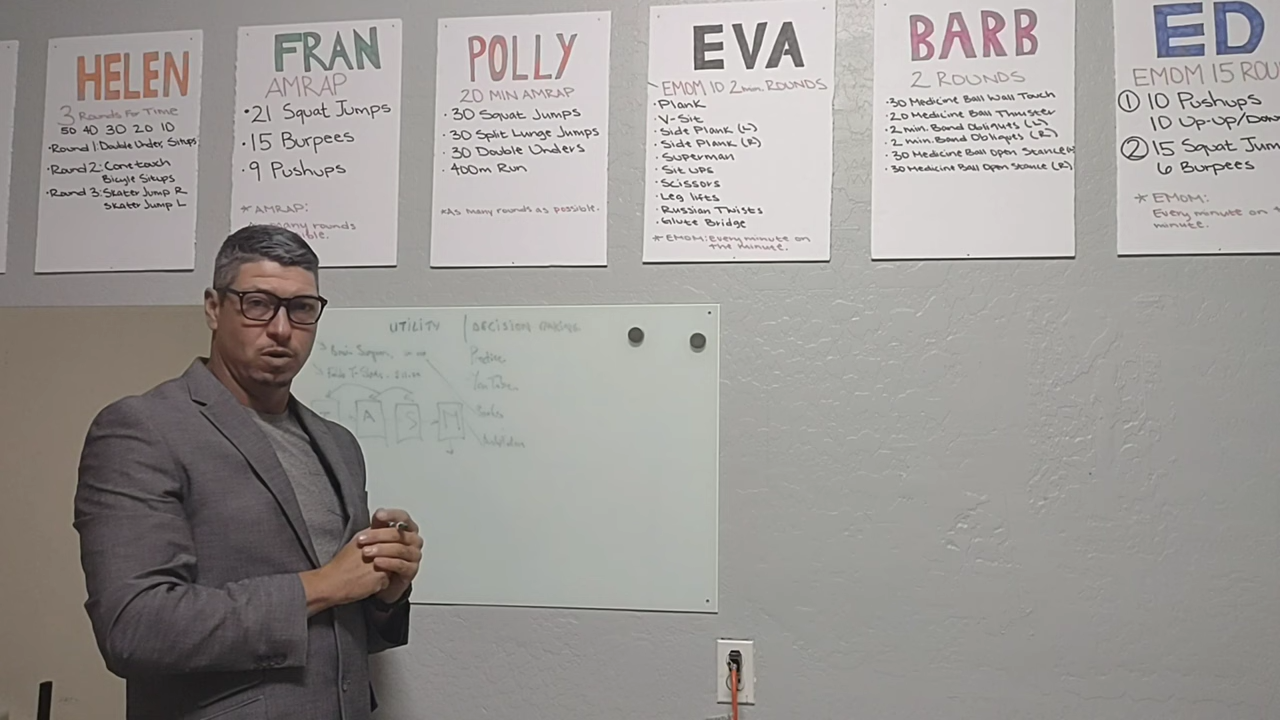 HELEN
3 Rounds For Time
50 40 30 20 10
•Round 1: Double Under, Situps
•Round 2: Cone touch
Bicycle Situps
•Round 3: Skater Jump R
Skater Jump L
FRAN
AMRAP
•21 Squat Jumps
•15 Burpees
•9 Pushups
*AMRAP:
many rounds
POLLY
20 MIN AMRAP
•30 Squat Jumps
•30 Split Lunge Jumps
•30 Double Unders
•400m Run
*As many rounds as possible.
EVA
EMOM 10 2min. ROUNDS
•Plank
•V-Sit
•Side Plank (L)
•Side Plank (R)
•Superman
•Sit ups
•Scissors
•Leg lifts
•Russian Twists
•Glute Bridge
*EMOM: Every minute on
the minute.
BARB
2 ROUNDS
•30 Medicine Ball Wall Touch
•20 Medicine Ball Thruster
•2 min. Band Obliques (L)
•2 min. Band Obliques (R)
•30 Medicine Ball Open Stance
•30 Medicine Ball Open Stance (R)
ED
EMOM 15
① 10 Pushups
10 Up-Up/
② 15 Squat
6 Burpees
*EMOM:
Every minute on
minute.
UTILITY | DECISION MAKING
A S M